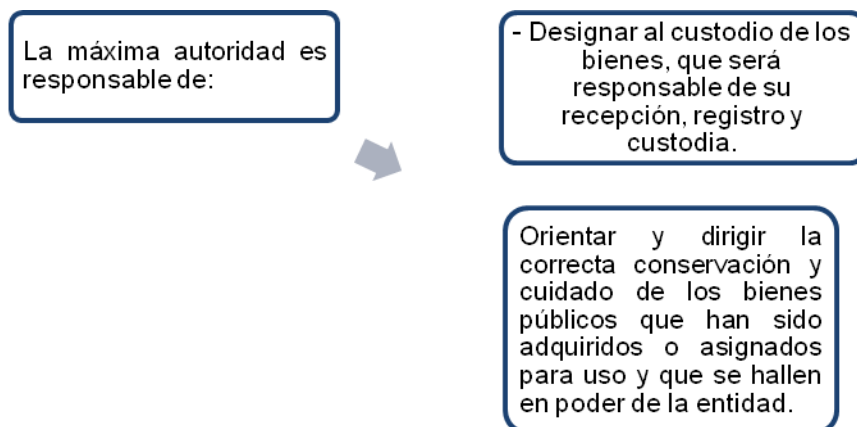 La máxima autoridad es
responsable de:
- Designar al custodio de los
bienes, que será
responsable de su
recepción, registro y
custodia.
Orientar y dirigir la
correcta conservación y
cuidado de los bienes
públicos que han sido
adquiridos o asignados
para uso y que se hallen
en poder de la entidad.